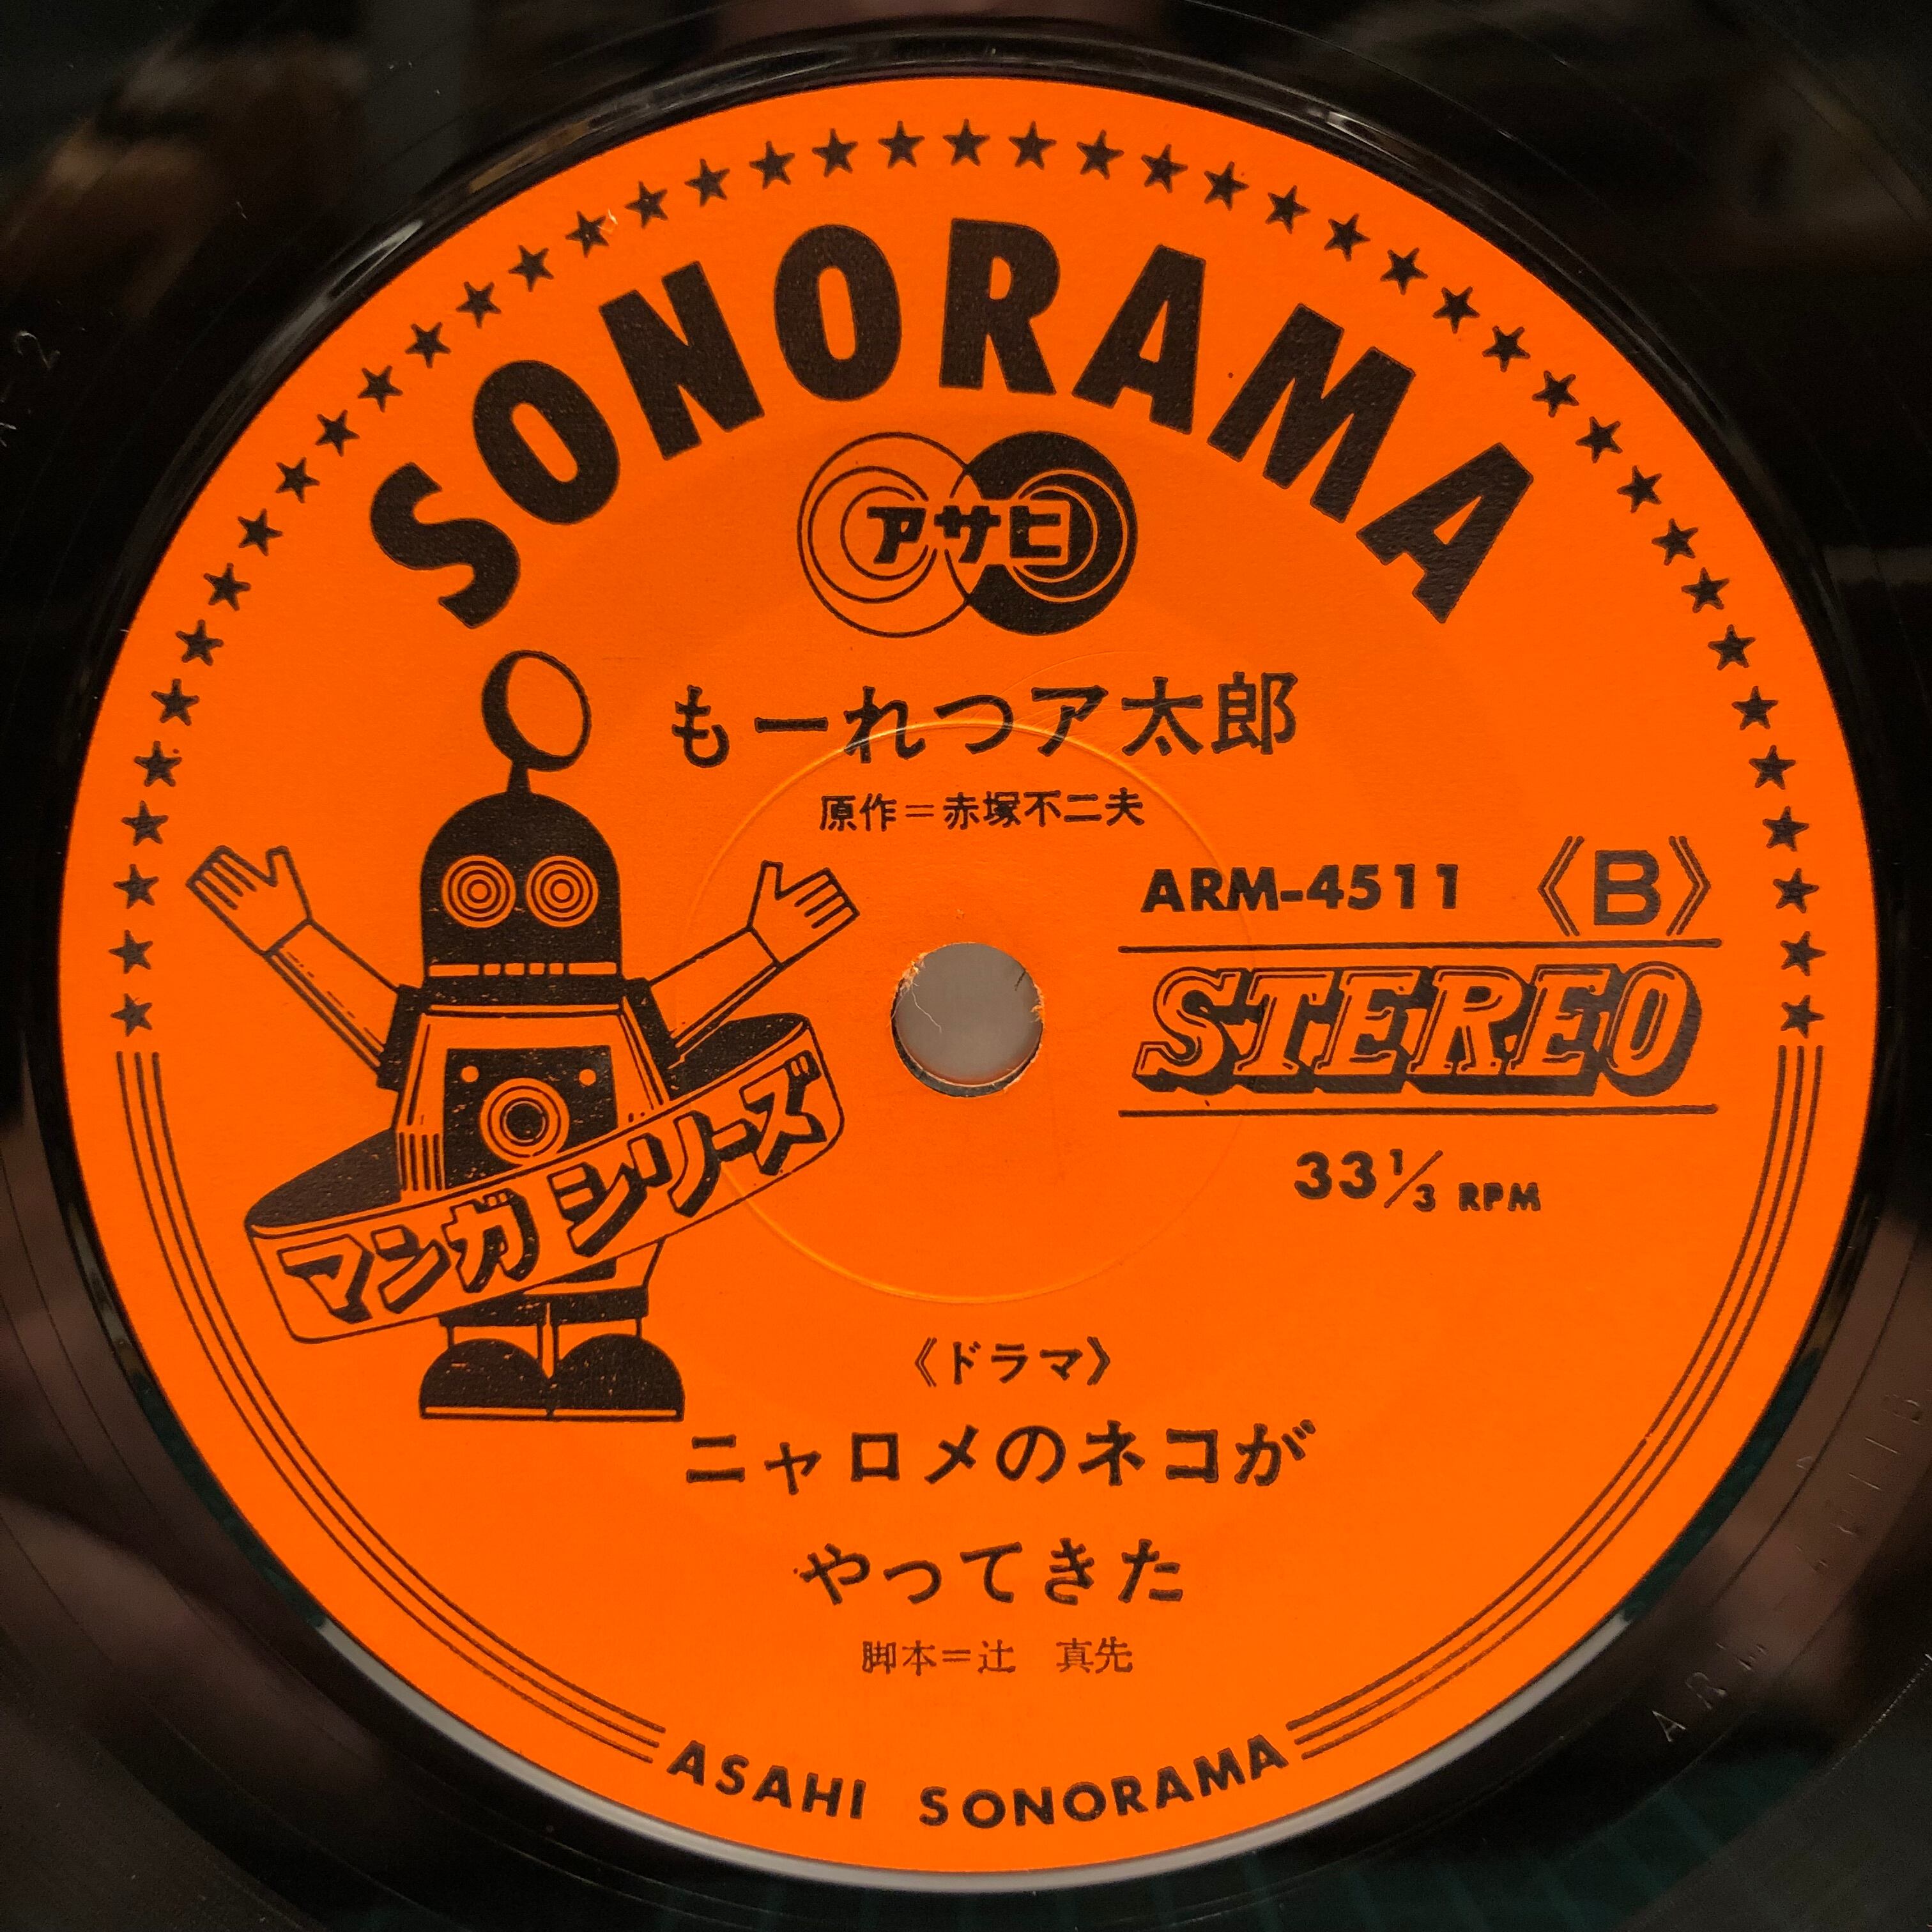 SONORAMA
アサヒ
もーれつア太郎
原作=赤塚不二夫
ARM-4511 《B》
STEREO
33 1/3 RPM
マンガシリーズ
《ドラマ》
ニャロメのネコが
やってきた
脚本=辻 真先
ASAHI SONORAMA